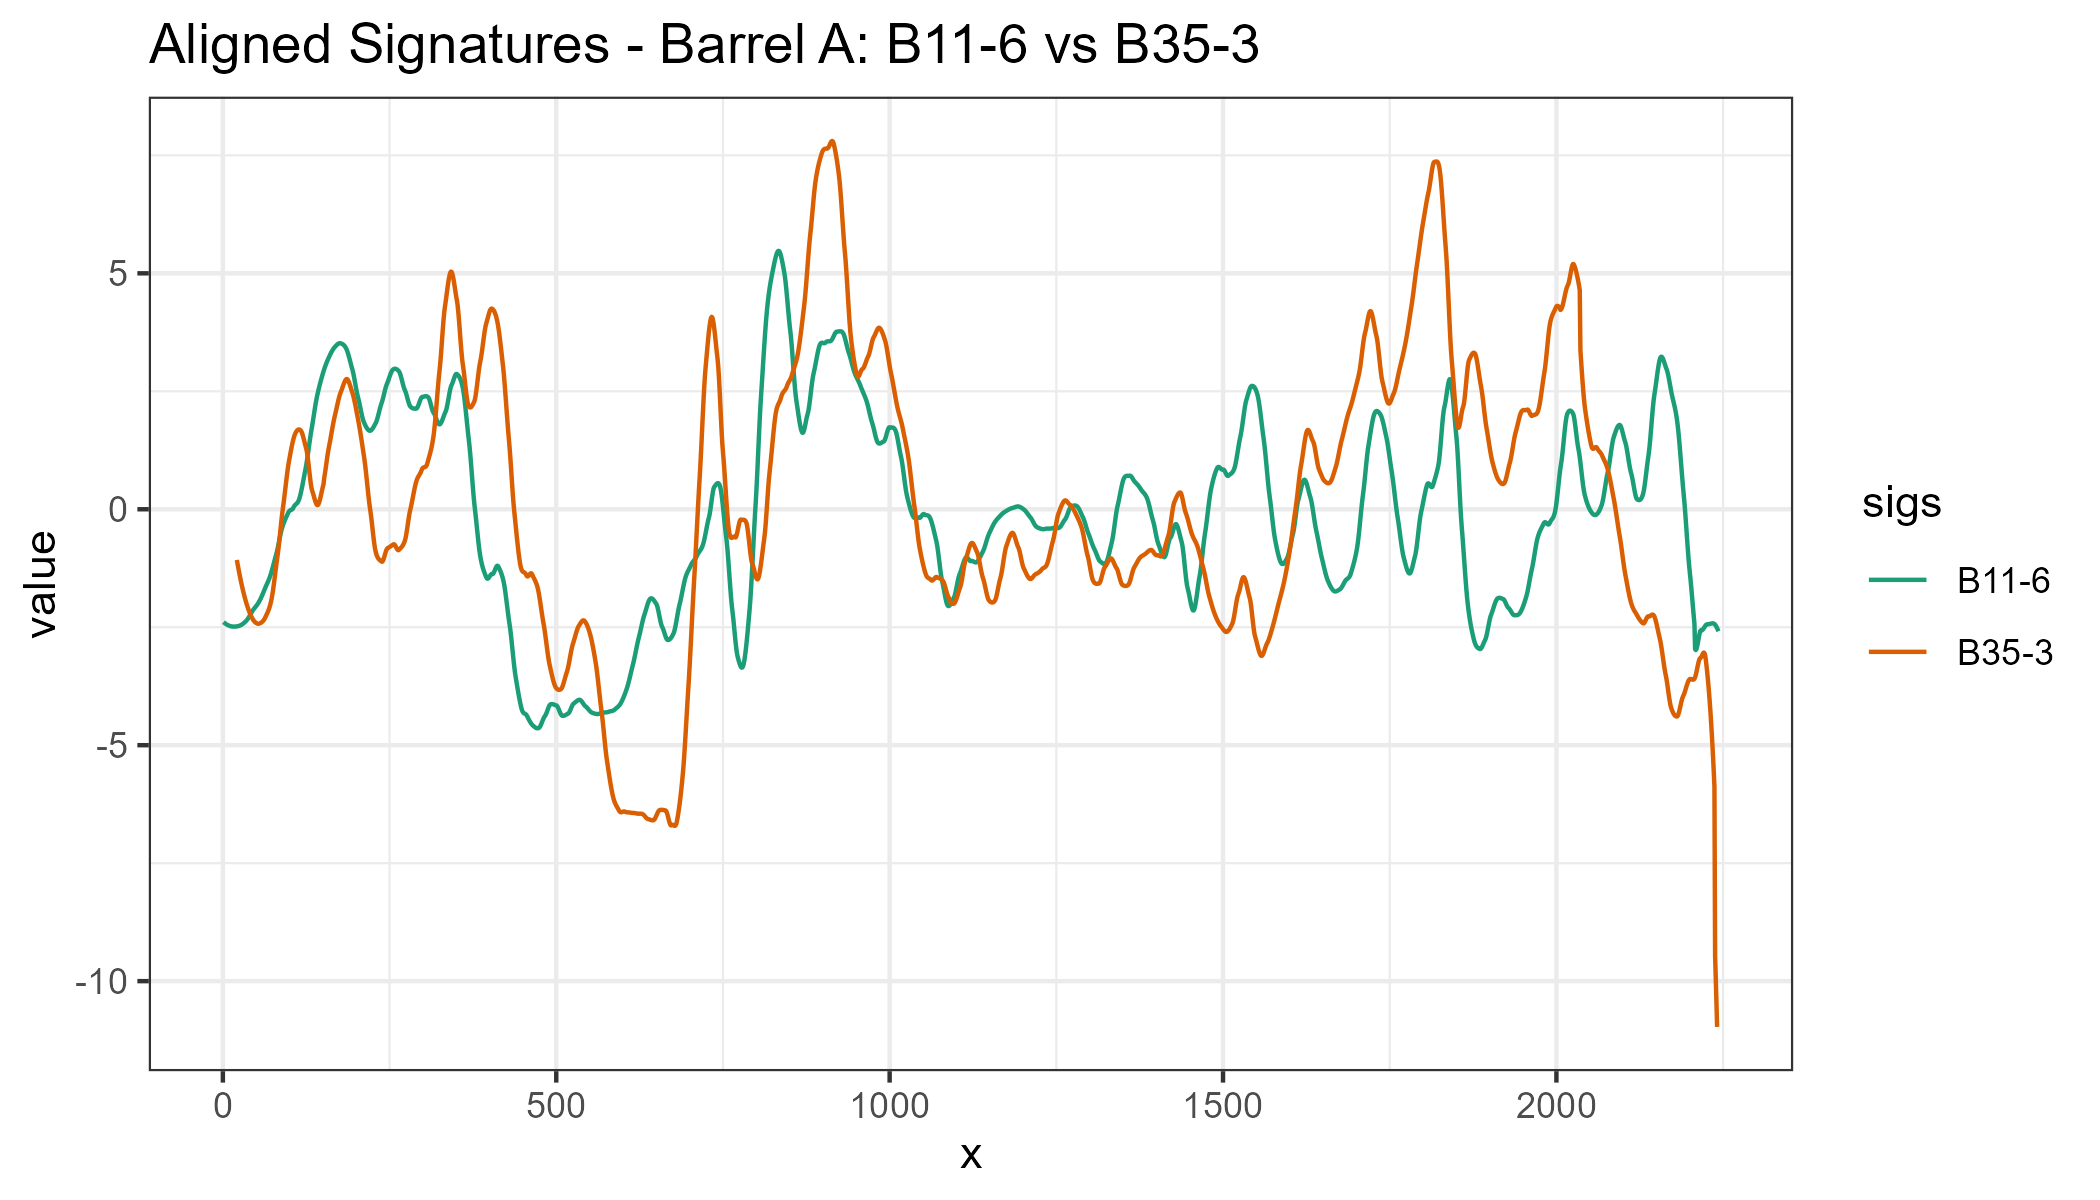 Aligned Signatures - Barrel A: B11-6 vs B35-3
value
5
0
-5
-10
0 500 1000 1500 2000
x
sigs
B11-6
B35-3